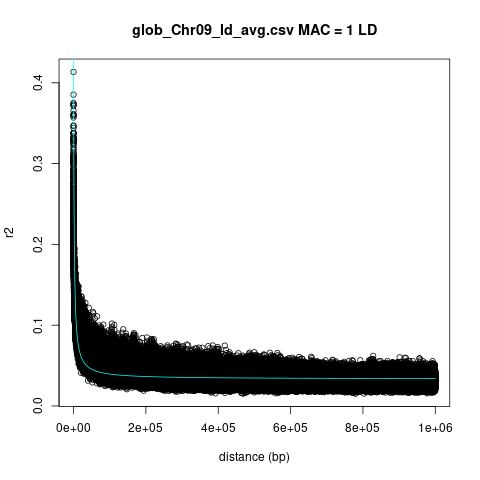 glob_Chr09_ld_avg.csv MAC = 1 LD
r2
0.4
0.3
0.2
0.1
0.0
0e+00 2e+05 4e+05 6e+05 8e+05 1e+06
distance (bp)